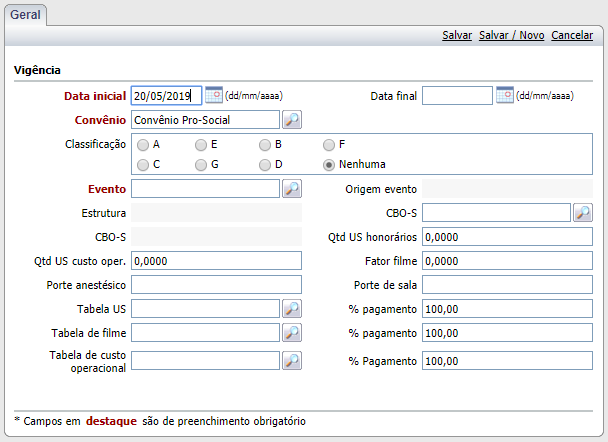 Geral
Salvar Salvar / Novo Cancelar
Vigência
Data inicial 20/05/2019 (dd/mm/aaaa) Data final (dd/mm/aaaa)
Convênio Convênio Pro-Social
Classificação A E B F
C G D Nenhuma
Evento Origem evento
Estrutura CBO-S
CBO-S Qtd US honorários 0,0000
Qtd US custo oper. 0,0000 Fator filme 0,0000
Porte anestésico Porte de sala
Tabela US % pagamento 100,00
Tabela de filme % pagamento 100,00
Tabela de custo
operacional % Pagamento 100,00
* Campos em destaque são de preenchimento obrigatório